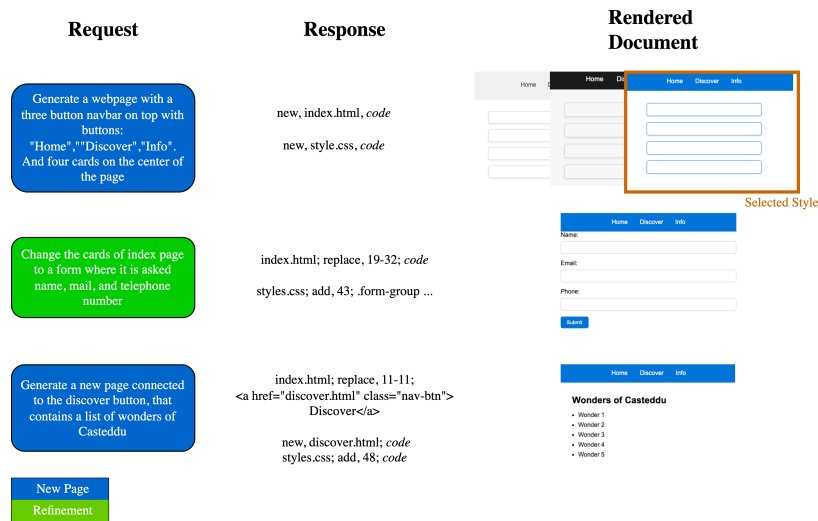 Request
Response
Rendered
Document
Generate a webpage with a
three button navbar on top with
buttons:
"Home",""Discover","Info".
And four cards on the center of
the page
new, index.html, code
new, style.css, code
Home
Home
Home Discover Info
Selected Style
Change the cards of index page
to a form where it is asked
name, mail, and telephone
number
index.html; replace, 19-32; code
styles.css; add, 43; .form-group ...
Home Discover Info
Name:
Email:
Phone:
Submit
Generate a new page connected
to the discover button, that
contains a list of wonders of
Casteddu
index.html; replace, 11-11;
<a href="discover.html" class="nav-btn">
Discover</a>
new, discover.html; code
styles.css; add, 48; code
Home Discover Info
Wonders of Casteddu
• Wonder 1
• Wonder 2
• Wonder 3
• Wonder 4
• Wonder 5
New Page
Refinement